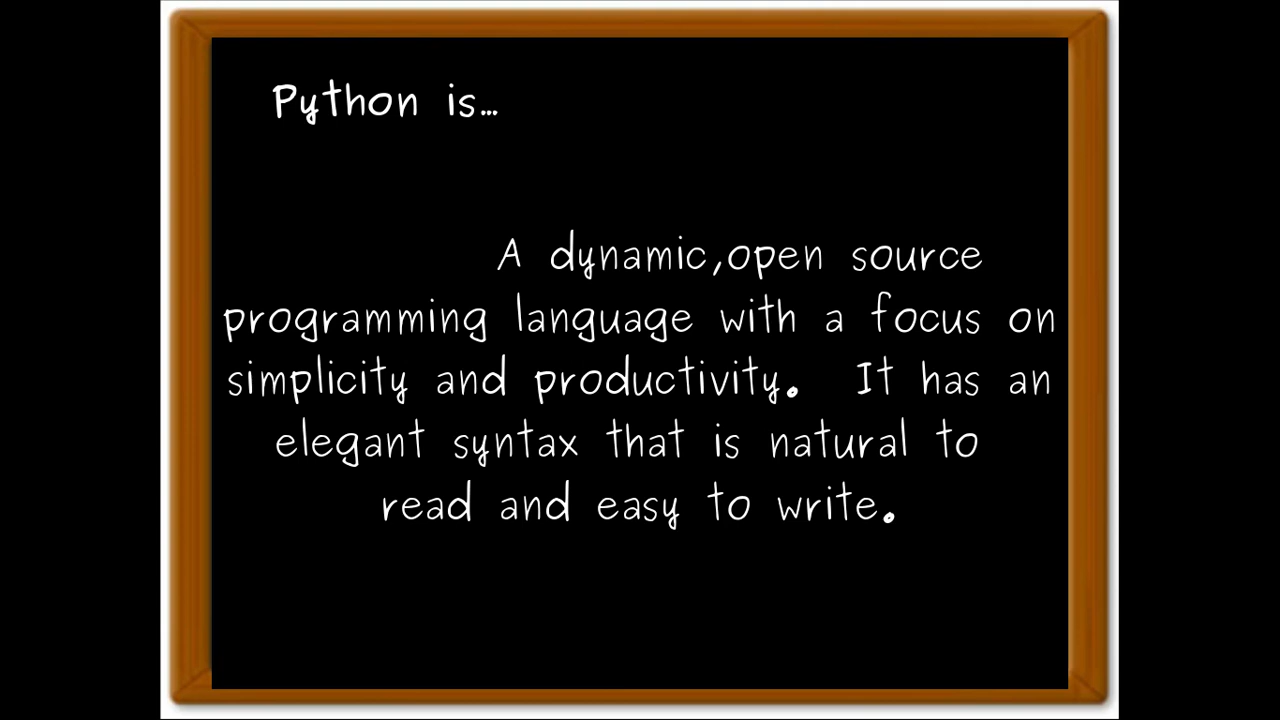 Python is...
A dynamic,open source
programming language with a focus on
simplicity and productivity.  It has an
elegant syntax that is natural to
read and easy to write.